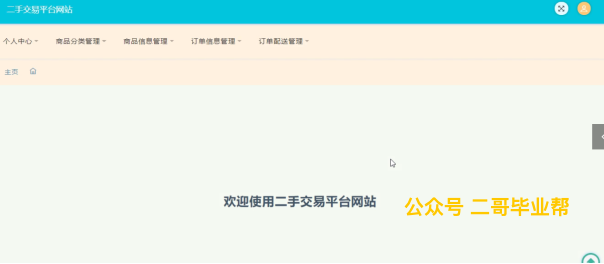 二手交易平台网站
个人中心 商品分类管理 商品信息管理 订单信息管理 订单配送管理
主页
欢迎使用二手交易平台网站
公众号 二哥毕业帮